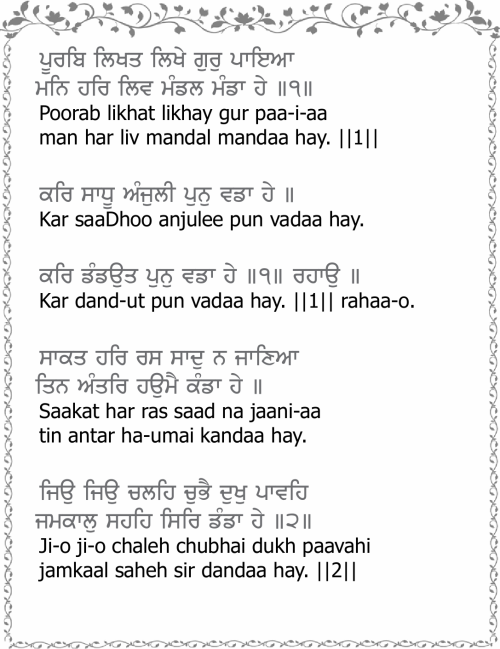 ਪੂਰਬਿ ਲਿਖਤ ਲਿਖੇ ਗੁਰੁ ਪਾਇਆ
ਮਨਿ ਹਰਿ ਲਿਵ ਮੰਡਲ ਮੰਡਾ ਹੇ ॥੧॥
Poorab likhat likhay gur paa-i-aa
man har liv mandal mandaa hay. ||1||
ਕਰਿ ਸਾਧੂ ਅੰਜੁਲੀ ਪੁਨੁ ਵਡਾ ਹੇ ॥
Kar saaDhoo anjulee pun vadaa hay.
ਕਰਿ ਡੰਡਉਤ ਪੁਨੁ ਵਡਾ ਹੇ ॥੧॥ ਰਹਾਉ ॥
Kar dand-ut pun vadaa hay. ||1|| rahaa-o.
ਸਾਕਤ ਹਰਿ ਰਸ ਸਾਦੁ ਨ ਜਾਣਿਆ
ਤਿਨ ਅੰਤਰਿ ਹਉਮੈ ਕੰਡਾ ਹੇ ॥
Saakat har ras saad na jaani-aa
tin antar ha-umai kandaa hay.
ਜਿਉ ਜਿਉ ਚਲਹਿ ਚੁਭੈ ਦੁਖੁ ਪਾਵਹਿ
ਜਮਕਾਲੁ ਸਹਹਿ ਸਿਰਿ ਡੰਡਾ ਹੇ ॥੨॥
Ji-o ji-o chaleh chubhai dukh paavahi
jamkaal saheh sir dandaa hay. ||2||